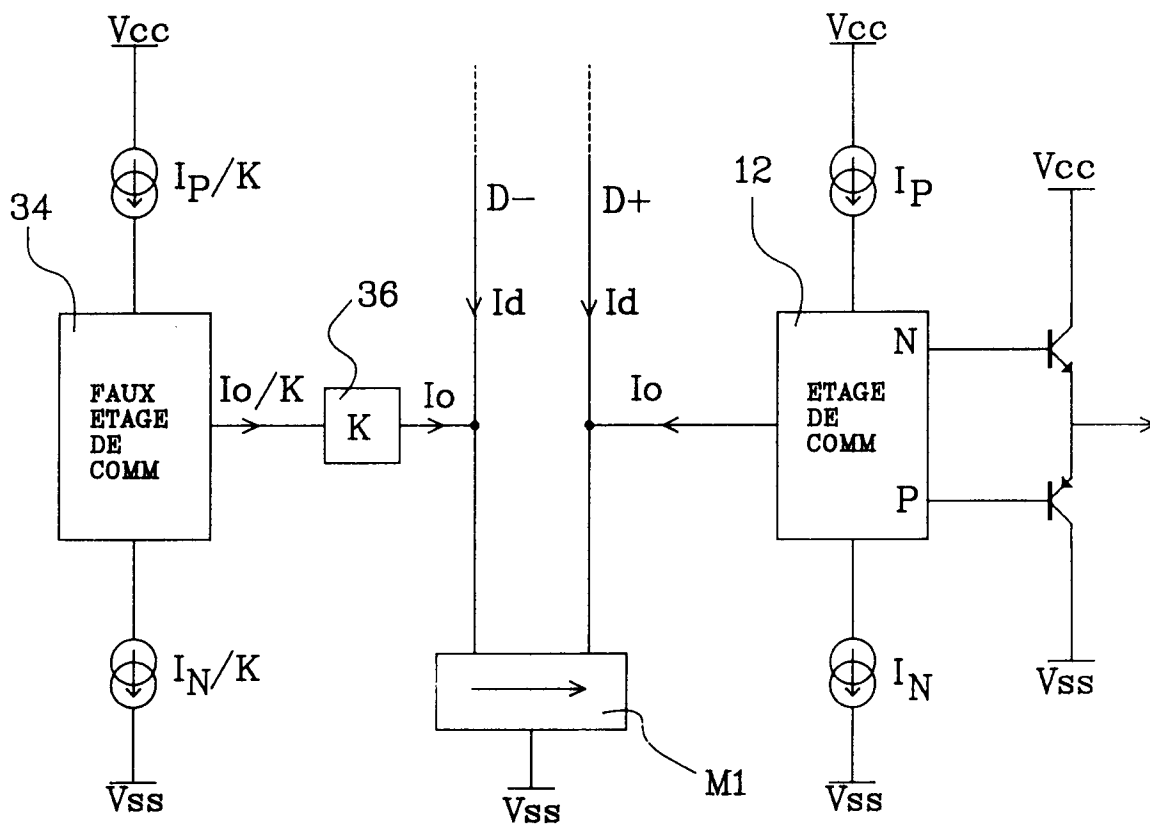 Vcc
Vcc
I_P/K
D−
D+
12
I_P
Vcc
34
36
Id
Id
N
FAUX
ETAGE
DE
COMM
Io/K
K
Io
Io
ETAGE
DE
COMM
P
I_N/K
I_N
Vss
M1
Vss
Vss
Vss